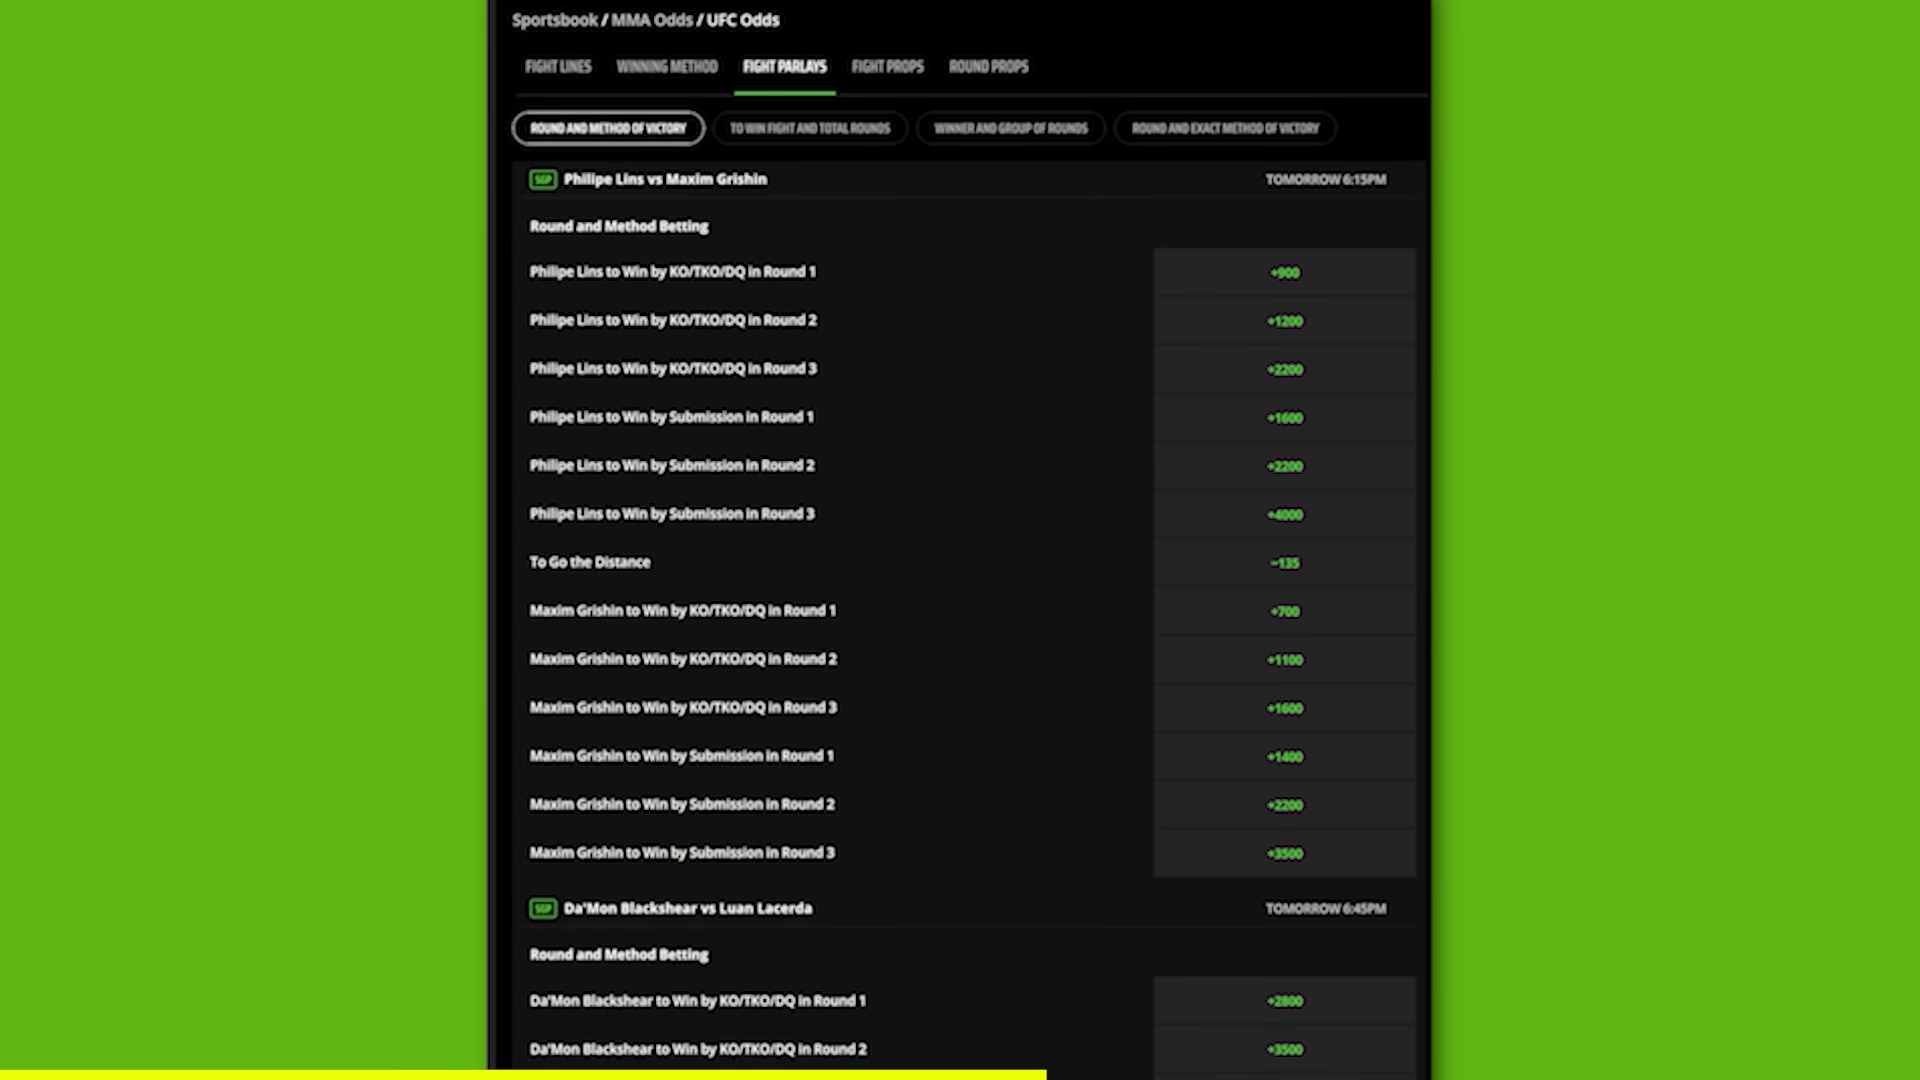 Sportsbook / MMA Odds / UFC Odds
FIGHT LINES WINNING METHOD FIGHT PARLAYS FIGHT PROPS ROUND PROPS
ROUND AND METHOD OF VICTORY TO WIN FIGHT AND TOTAL ROUNDS WINNER AND GROUP OF ROUNDS ROUND AND EXACT METHOD OF VICTORY
SGP Philipe Lins vs Maxim Grishin TOMORROW 6:15PM
Round and Method Betting
Philipe Lins to Win by KO/TKO/DQ in Round 1 +900
Philipe Lins to Win by KO/TKO/DQ in Round 2 +1200
Philipe Lins to Win by KO/TKO/DQ in Round 3 +2200
Philipe Lins to Win by Submission in Round 1 +1600
Philipe Lins to Win by Submission in Round 2 +2200
Philipe Lins to Win by Submission in Round 3 +4000
To Go the Distance −135
Maxim Grishin to Win by KO/TKO/DQ in Round 1 +700
Maxim Grishin to Win by KO/TKO/DQ in Round 2 +1100
Maxim Grishin to Win by KO/TKO/DQ in Round 3 +1600
Maxim Grishin to Win by Submission in Round 1 +1400
Maxim Grishin to Win by Submission in Round 2 +2200
Maxim Grishin to Win by Submission in Round 3 +3500
SGP Da'Mon Blackshear vs Luan Lacerda TOMORROW 6:45PM
Round and Method Betting
Da'Mon Blackshear to Win by KO/TKO/DQ in Round 1 +2800
Da'Mon Blackshear to Win by KO/TKO/DQ in Round 2 +3500